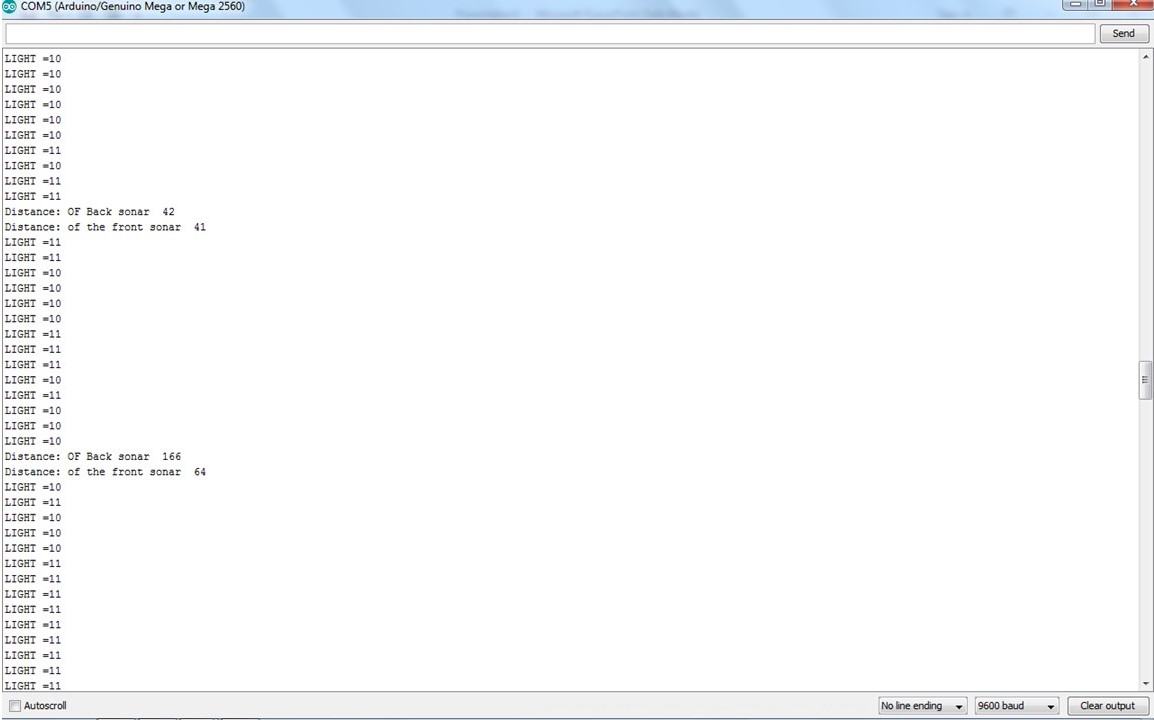 COM5 (Arduino/Genuino Mega or Mega 2560)
Send
LIGHT =10
LIGHT =10
LIGHT =10
LIGHT =10
LIGHT =10
LIGHT =10
LIGHT =11
LIGHT =10
LIGHT =11
LIGHT =11
Distance: OF Back sonar  42
Distance: of the front sonar  41
LIGHT =11
LIGHT =11
LIGHT =10
LIGHT =10
LIGHT =10
LIGHT =10
LIGHT =11
LIGHT =11
LIGHT =11
LIGHT =10
LIGHT =11
LIGHT =10
LIGHT =10
LIGHT =10
Distance: OF Back sonar  166
Distance: of the front sonar  64
LIGHT =10
LIGHT =11
LIGHT =10
LIGHT =10
LIGHT =10
LIGHT =11
LIGHT =11
LIGHT =11
LIGHT =11
LIGHT =11
LIGHT =11
LIGHT =11
LIGHT =11
LIGHT =11
Autoscroll No line ending 9600 baud Clear output